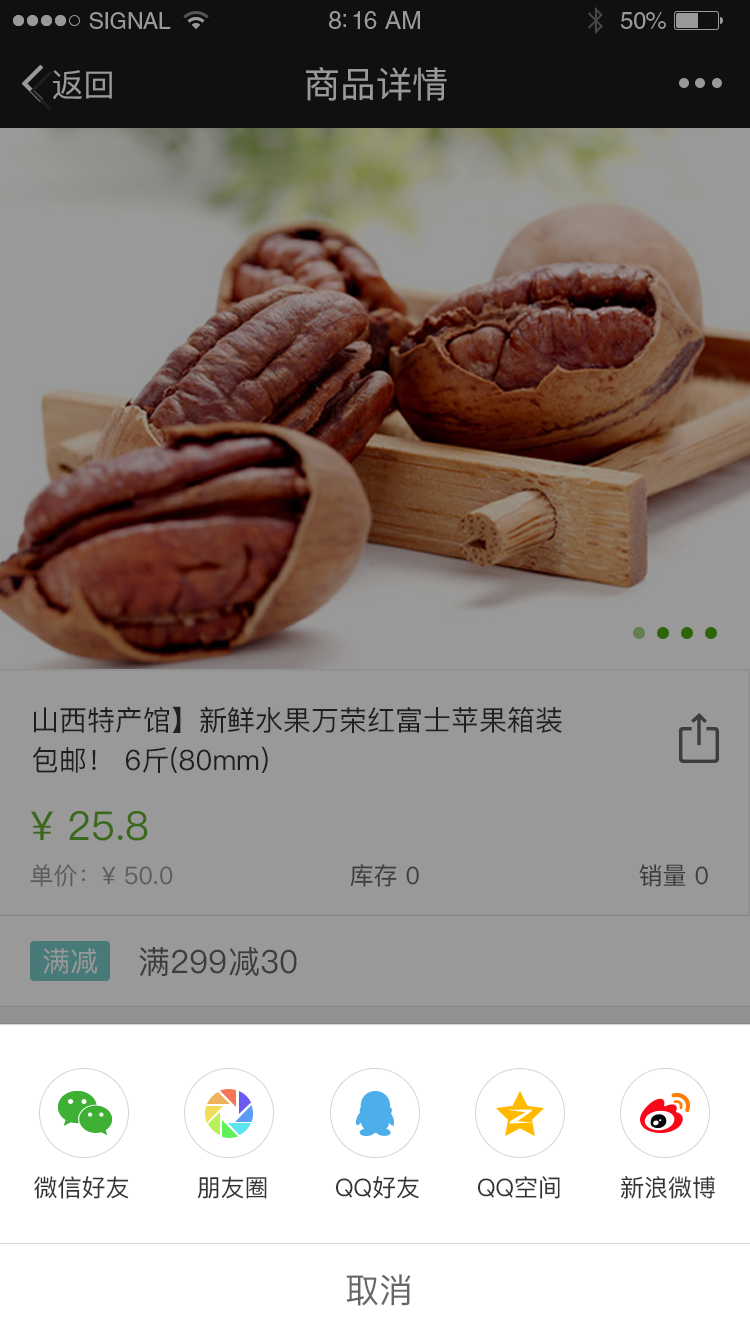 SIGNAL 8:16 AM 50%
返回 商品详情
山西特产馆】新鲜水果万荣红富士苹果箱装
包邮！ 6斤(80mm)
¥ 25.8
单价：¥ 50.0 库存 0 销量 0
满减 满299减30
微信好友 朋友圈 QQ好友 QQ空间 新浪微博
取消